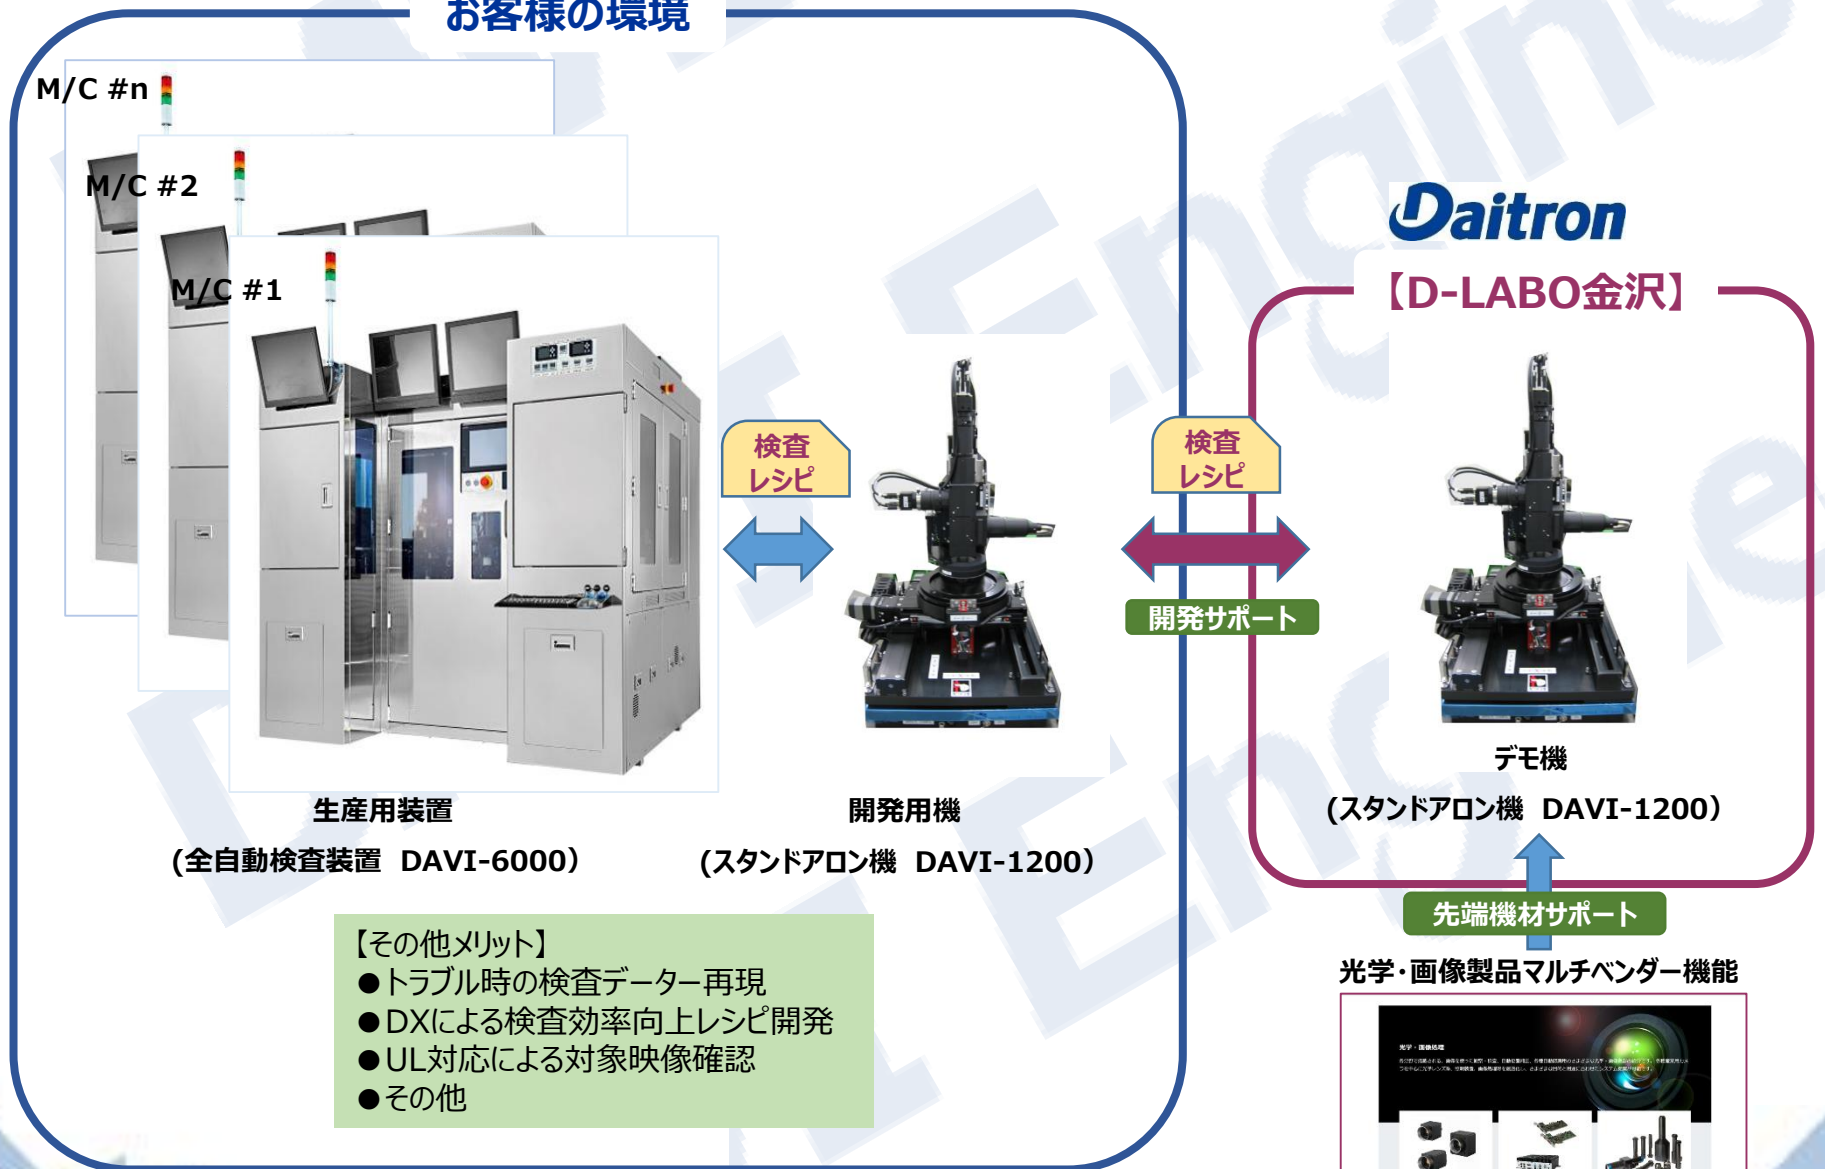 お客様の環境
M/C #n
M/C #2
M/C #1
検査
レシピ
検査
レシピ
開発サポート
Daitron
【D-LABO金沢】
生産用装置
(全自動検査装置 DAVI-6000)
開発用機
(スタンドアロン機 DAVI-1200)
デモ機
(スタンドアロン機 DAVI-1200)
先端機材サポート
光学・画像製品マルチベンダー機能
光学・画像処理
【その他メリット】
●トラブル時の検査データー再現
●DXによる検査効率向上レシピ開発
●UL対応による対象映像確認
●その他